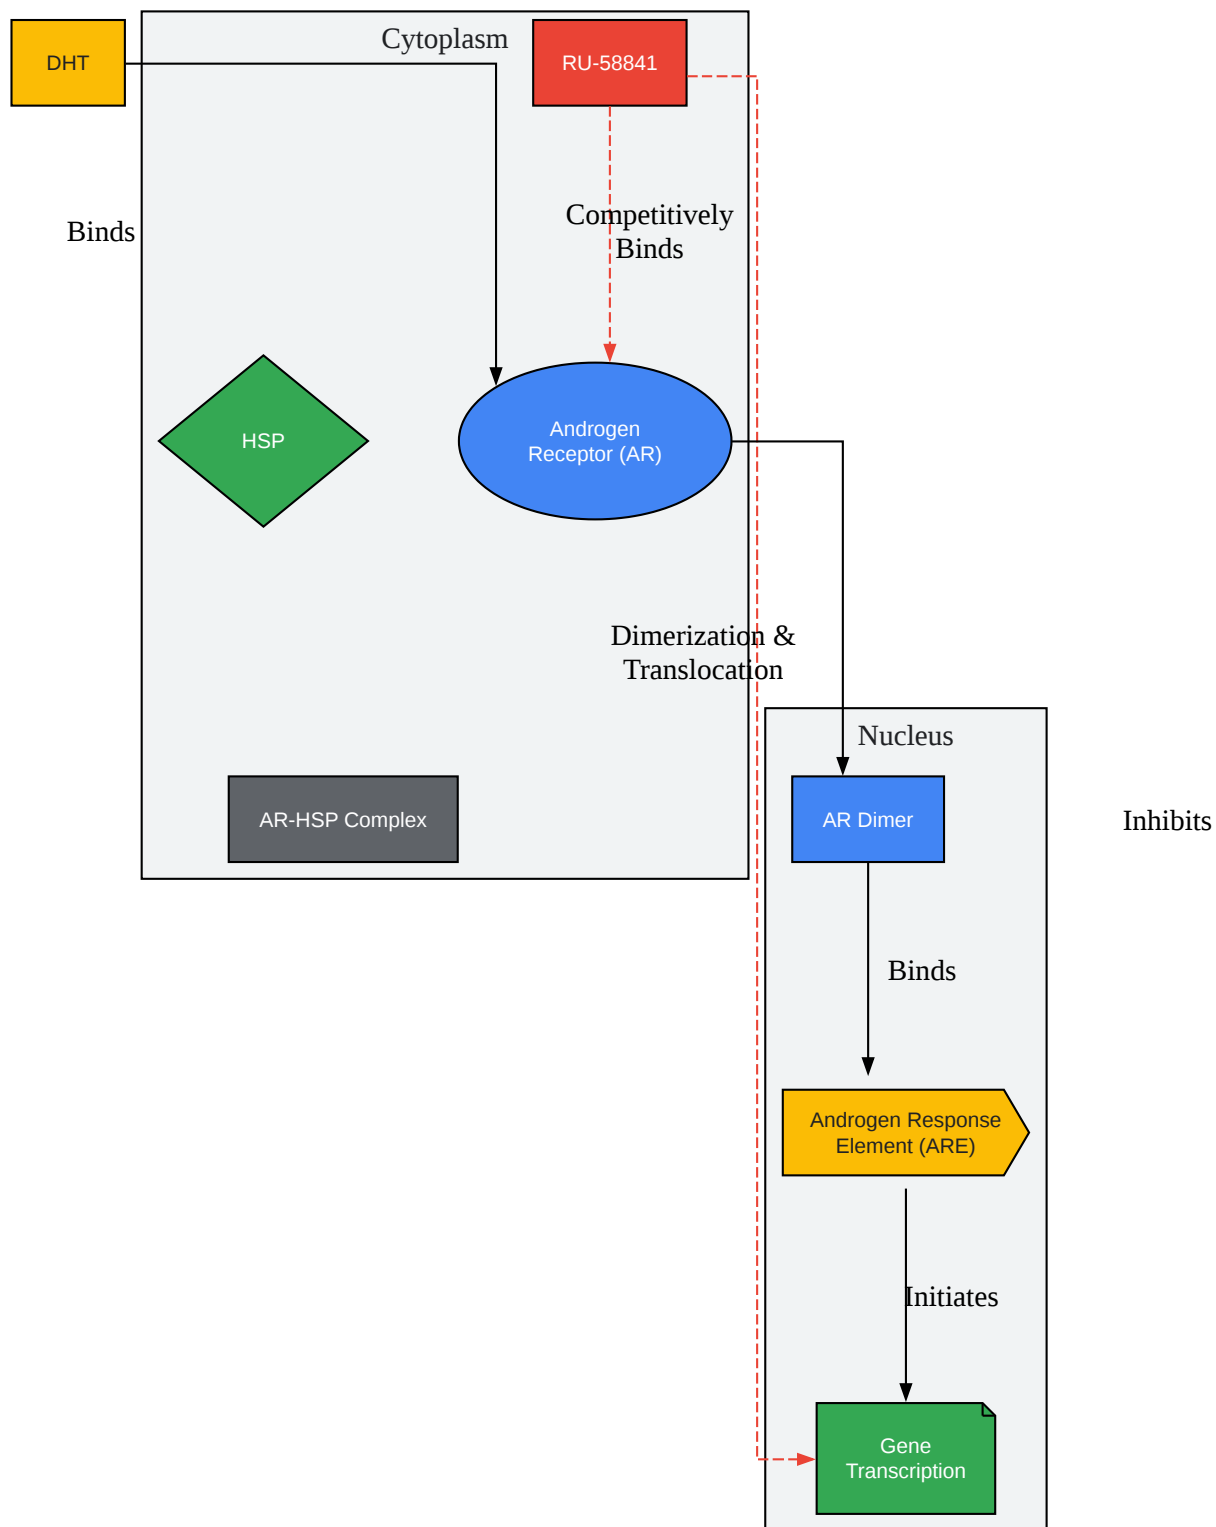 DHT
Cytoplasm
RU-58841
Binds
Competitively
Binds
HSP
Androgen
Receptor (AR)
Dimerization &
Translocation
Nucleus
AR-HSP Complex
AR Dimer
Inhibits
Binds
Androgen Response
Element (ARE)
Initiates
Gene
Transcription